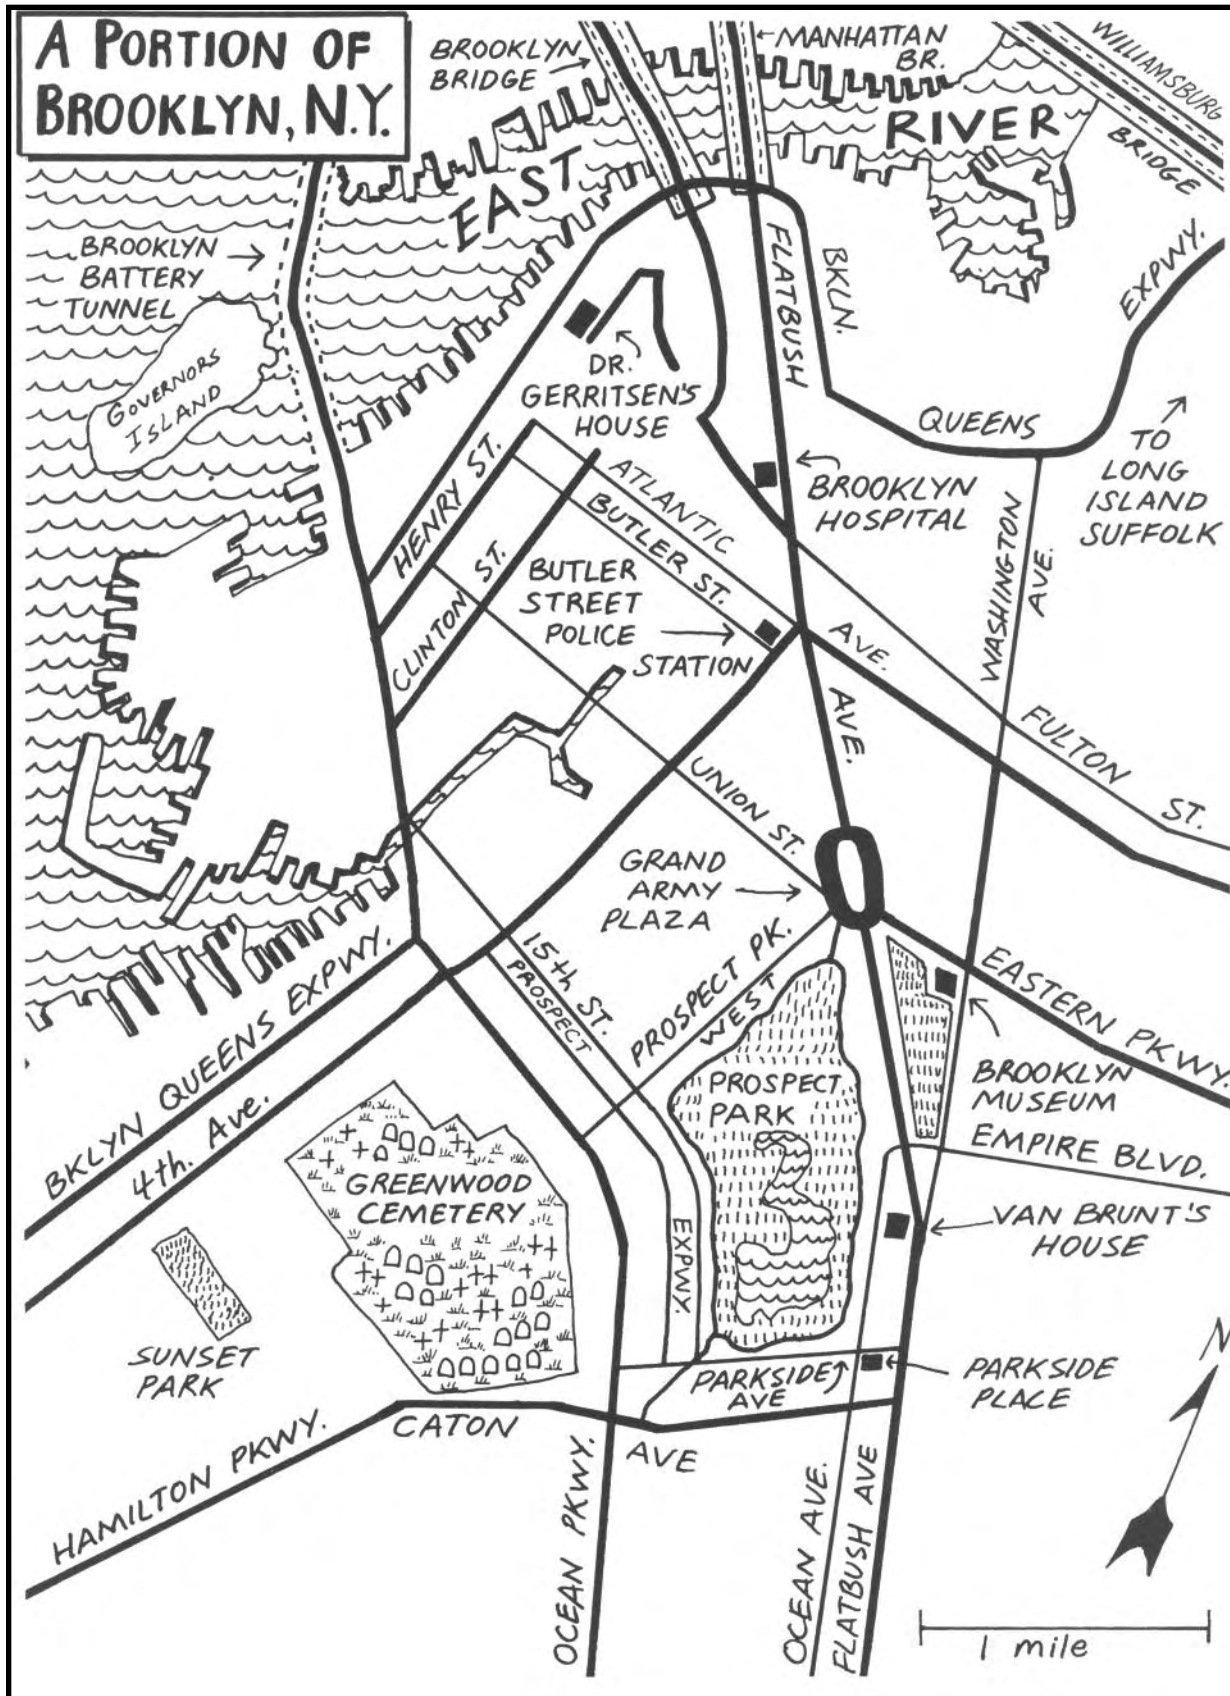 A PORTION OF
BROOKLYN, N.Y.
BROOKLYN
BRIDGE
MANHATTAN
BR.
WILLIAMSBURG
BRIDGE
EAST
RIVER
BROOKLYN
BATTERY
TUNNEL
GOVERNORS
ISLAND
FLATBUSH
BKLN.
EXPWY.
QUEENS
DR.
GERRITSEN'S
HOUSE
TO
LONG
ISLAND
SUFFOLK
HENRY ST.
ATLANTIC
BUTLER ST.
BROOKLYN
HOSPITAL
WASHINGTON
AVE.
CLINTON ST.
BUTLER
STREET
POLICE
STATION
AVE.
AVE.
FULTON
ST.
UNION ST.
GRAND
ARMY
PLAZA
15th ST.
PROSPECT
PROSPECT PK.
WEST
EASTERN PKWY.
BKLYN QUEENS EXPWY.
4th. Ave.
PROSPECT
PARK
BROOKLYN
MUSEUM
EMPIRE BLVD.
GREENWOOD
CEMETERY
EXPWY.
VAN BRUNT'S
HOUSE
SUNSET
PARK
PARKSIDE
AVE
PARKSIDE
PLACE
HAMILTON PKWY.
CATON
AVE
OCEAN PKWY.
OCEAN AVE.
FLATBUSH AVE
N
1 mile